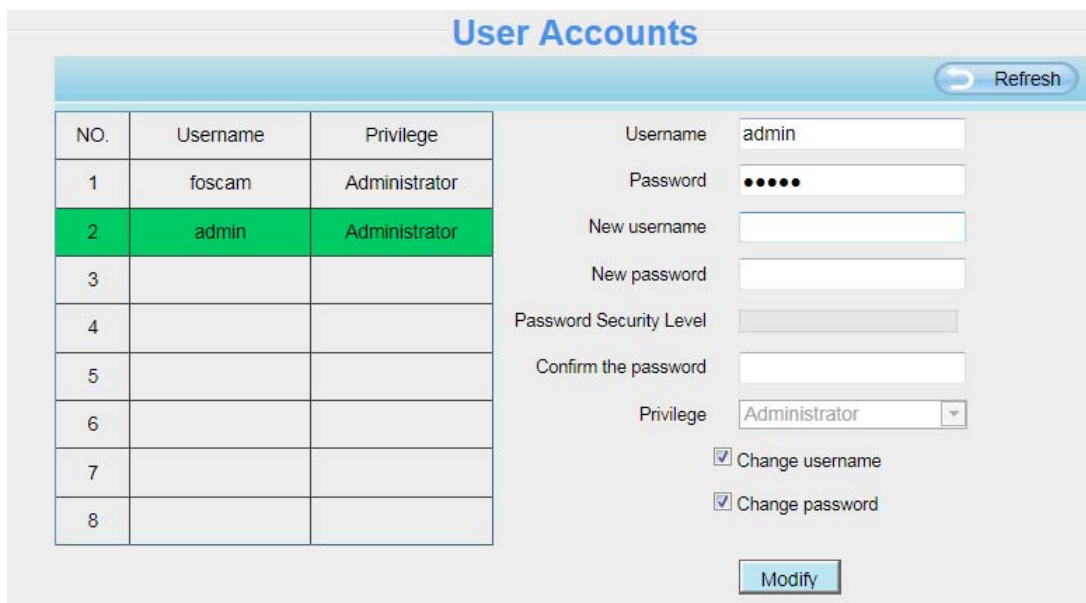 User Accounts
Refresh
NO. Username Privilege
1 foscam Administrator
2 admin Administrator
3
4
5
6
7
8
Username admin
Password •••••
New username
New password
Password Security Level
Confirm the password
Privilege Administrator
Change username
Change password
Modify